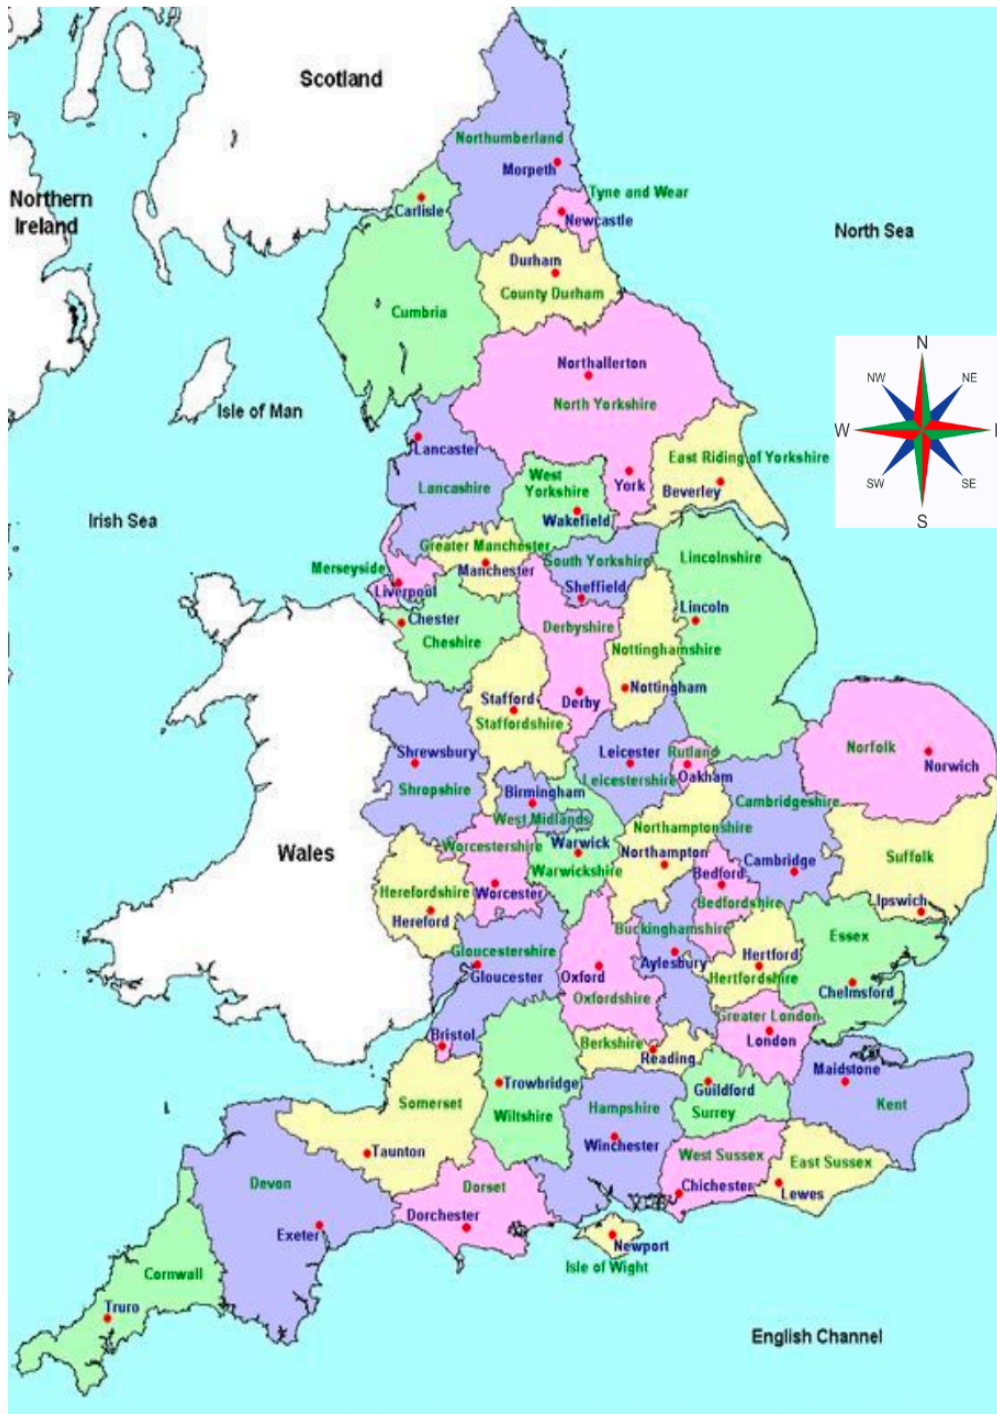 Scotland
Northumberland
Morpeth
Tyne and Wear
Newcastle
Carlisle
Northern
Ireland
North Sea
Durham
County Durham
Cumbria
N
Northallerton
NW
NE
North Yorkshire
Isle of Man
W
Lancaster
East Riding of Yorkshire
West
Yorkshire
York
Beverley
SW
SE
Lancashire
S
Irish Sea
Wakefield
Greater Manchester
Lincolnshire
South Yorkshire
Merseyside
Manchester
Liverpool
Sheffield
Lincoln
Chester
Derbyshire
Cheshire
Nottinghamshire
Nottingham
Stafford
Derby
Staffordshire
Norfolk
Shrewsbury
Leicester
Rutland
Norwich
Leicestershire
Oakham
Shropshire
Birmingham
Cambridgeshire
West Midlands
Northamptonshire
Worcestershire
Warwick
Wales
Northampton
Cambridge
Suffolk
Warwickshire
Bedford
Herefordshire
Worcester
Bedfordshire
Ipswich
Hereford
Buckinghamshire
Essex
Gloucestershire
Hertford
Aylesbury
Gloucester
Oxford
Hertfordshire
Chelmsford
Oxfordshire
Greater London
Bristol
Berkshire
London
Reading
Maidstone
Trowbridge
Guildford
Somerset
Kent
Hampshire
Surrey
Wiltshire
Winchester
Taunton
West Sussex
East Sussex
Devon
Dorset
Chichester
Lewes
Dorchester
Exeter
Newport
Isle of Wight
Cornwall
Truro
English Channel